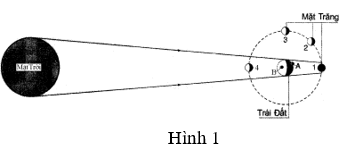 Mặt Trăng
3
2
Mặt Trời
4
B
A
1
Trái Đất
Hình 1